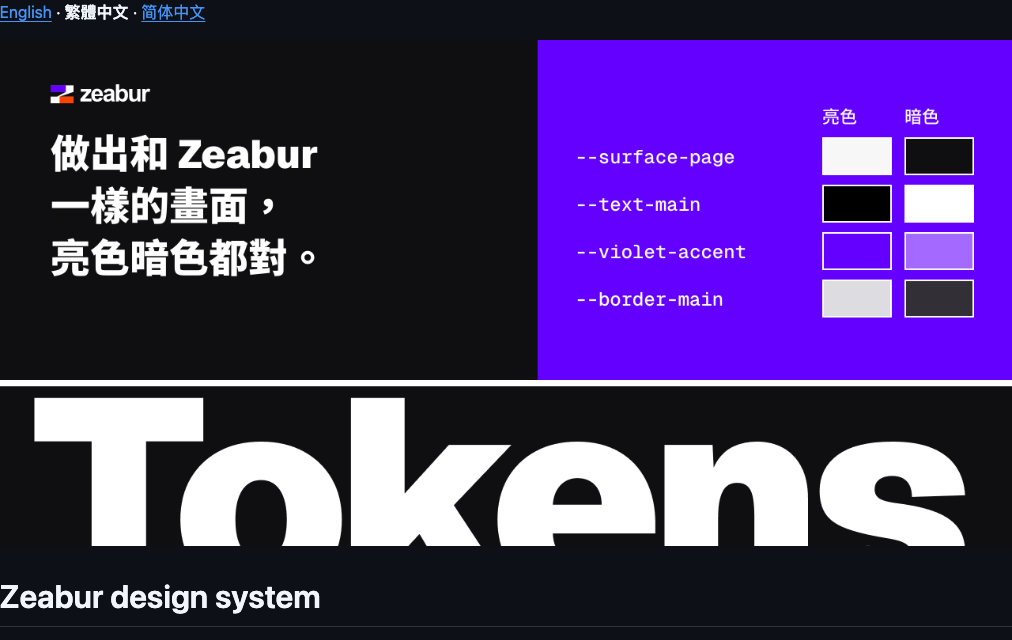 English · 繁體中文 · 简体中文
zeabur
做出和 Zeabur
一樣的畫面，
亮色暗色都對。
亮色 暗色
--surface-page
--text-main
--violet-accent
--border-main
Tokens
Zeabur design system